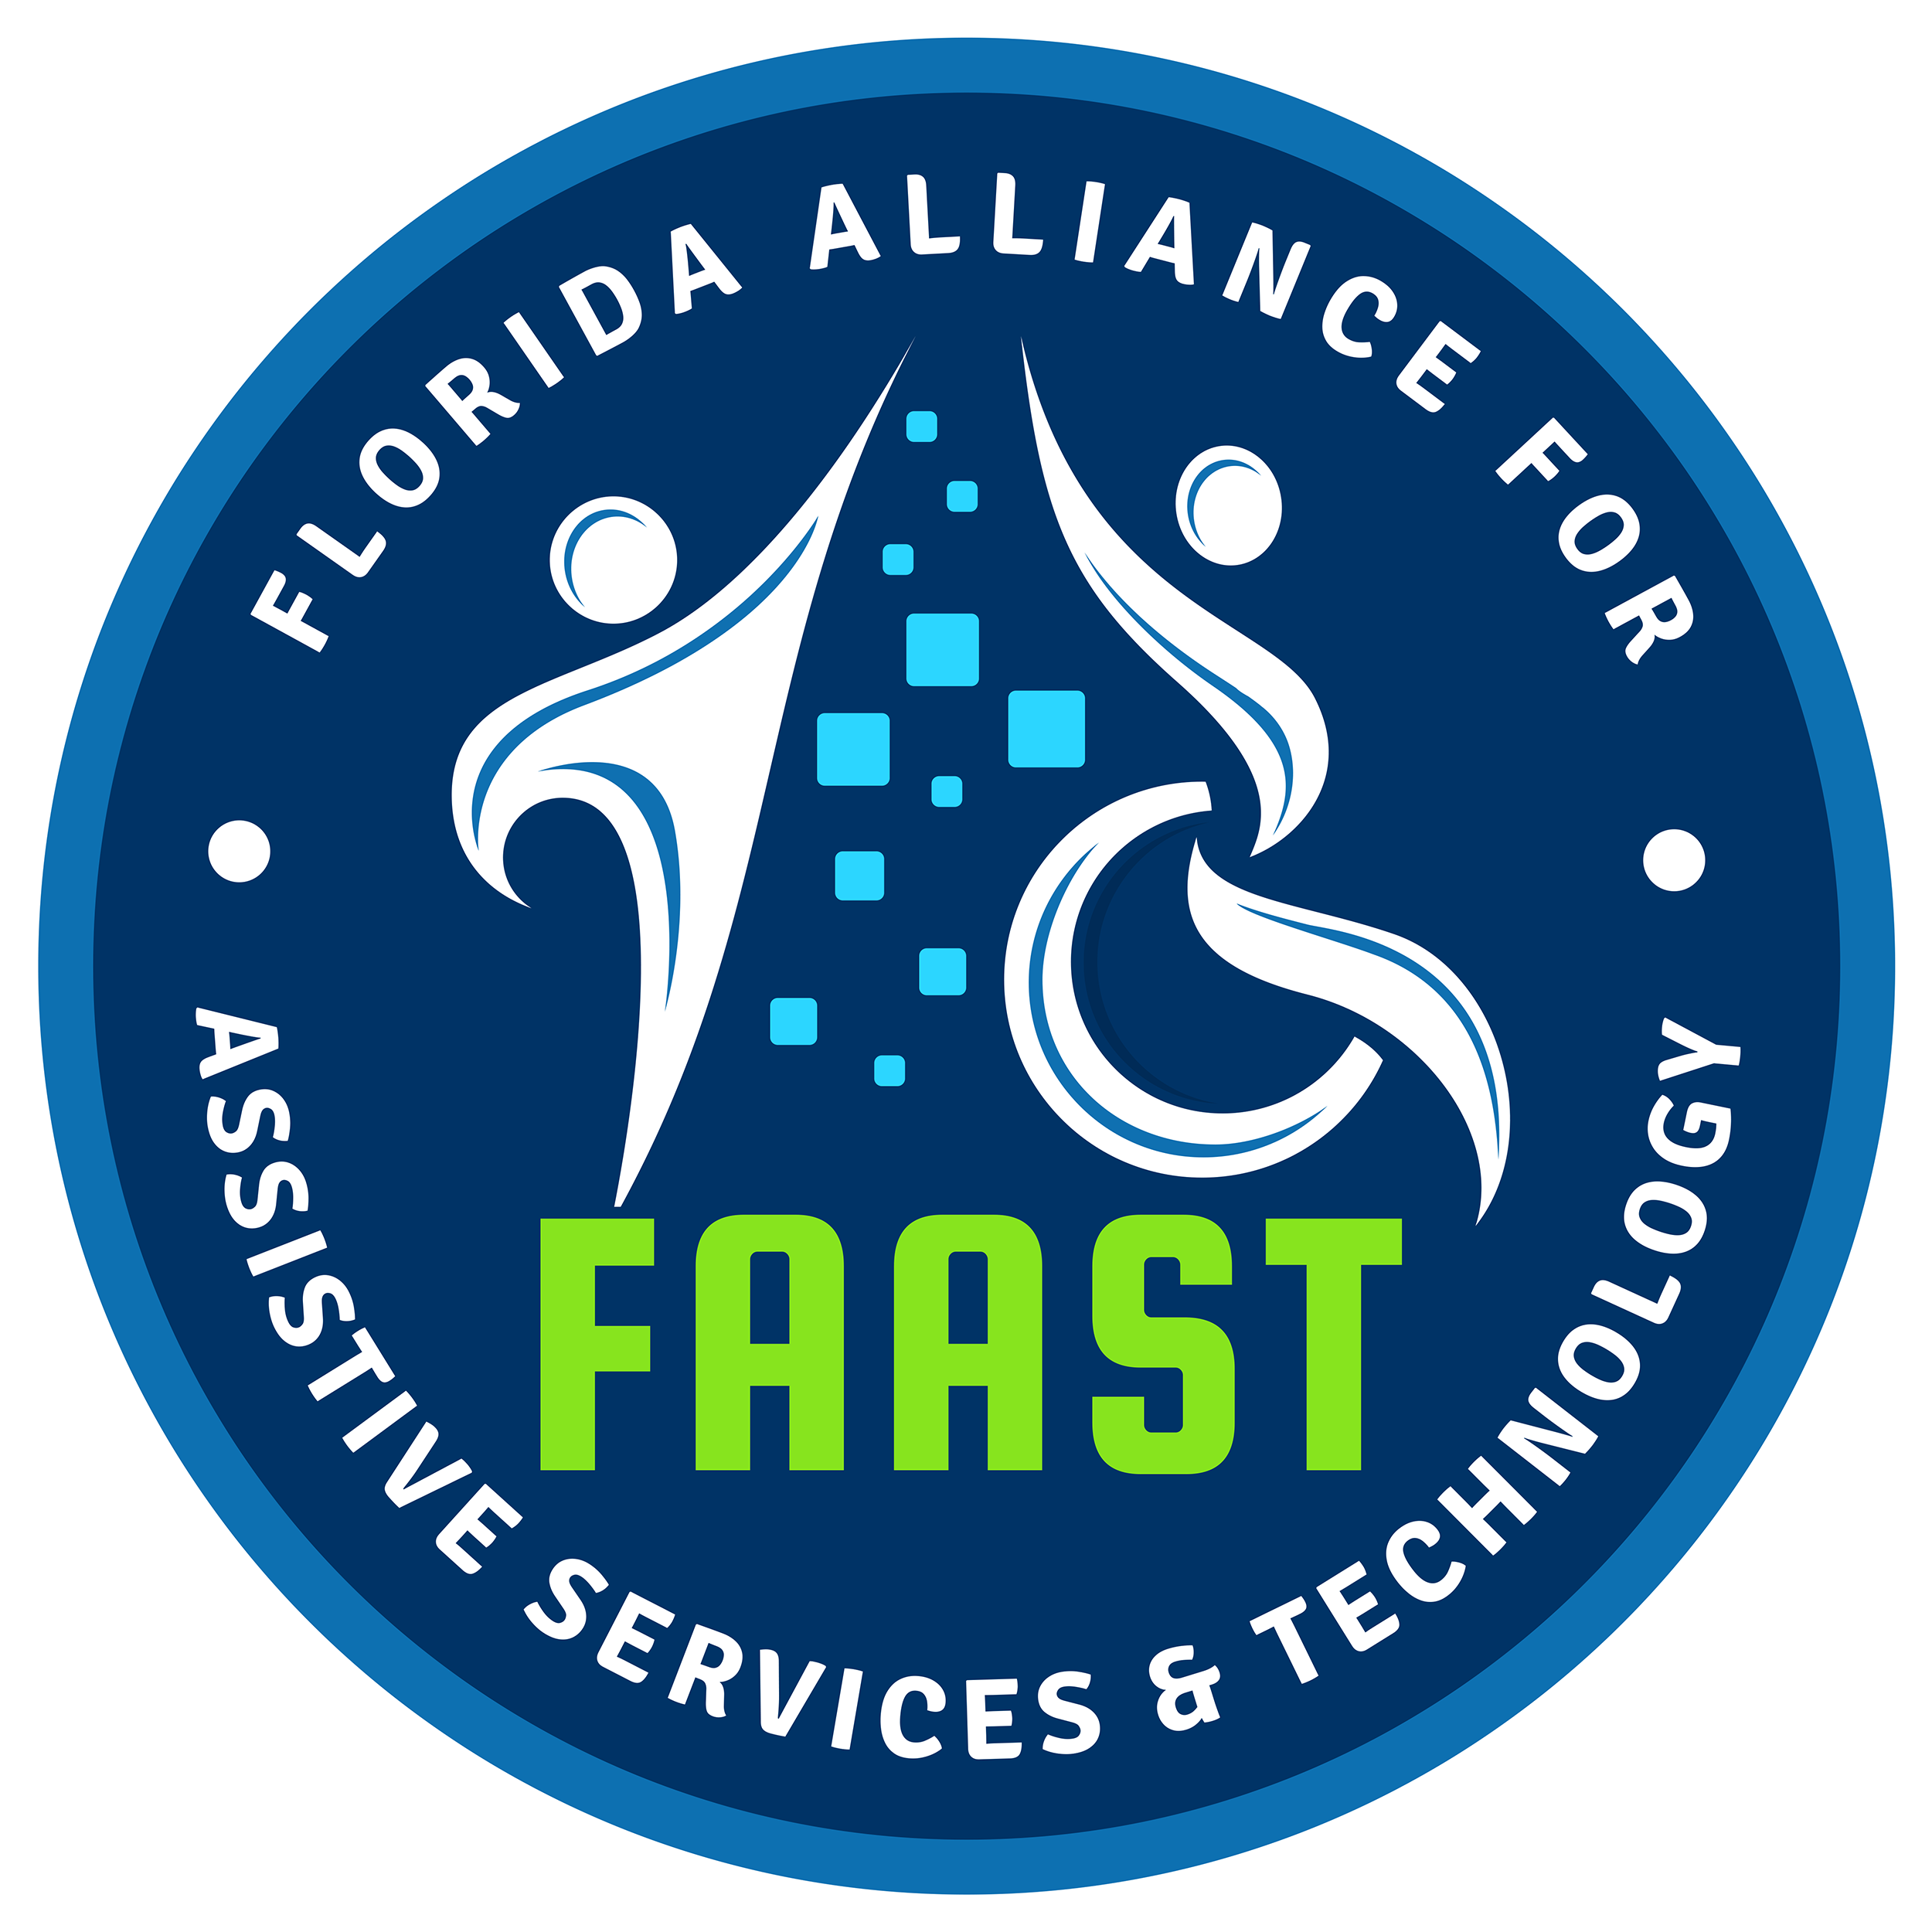 FLORIDA ALLIANCE FOR
FAAST
ASSISTIVE SERVICES & TECHNOLOGY